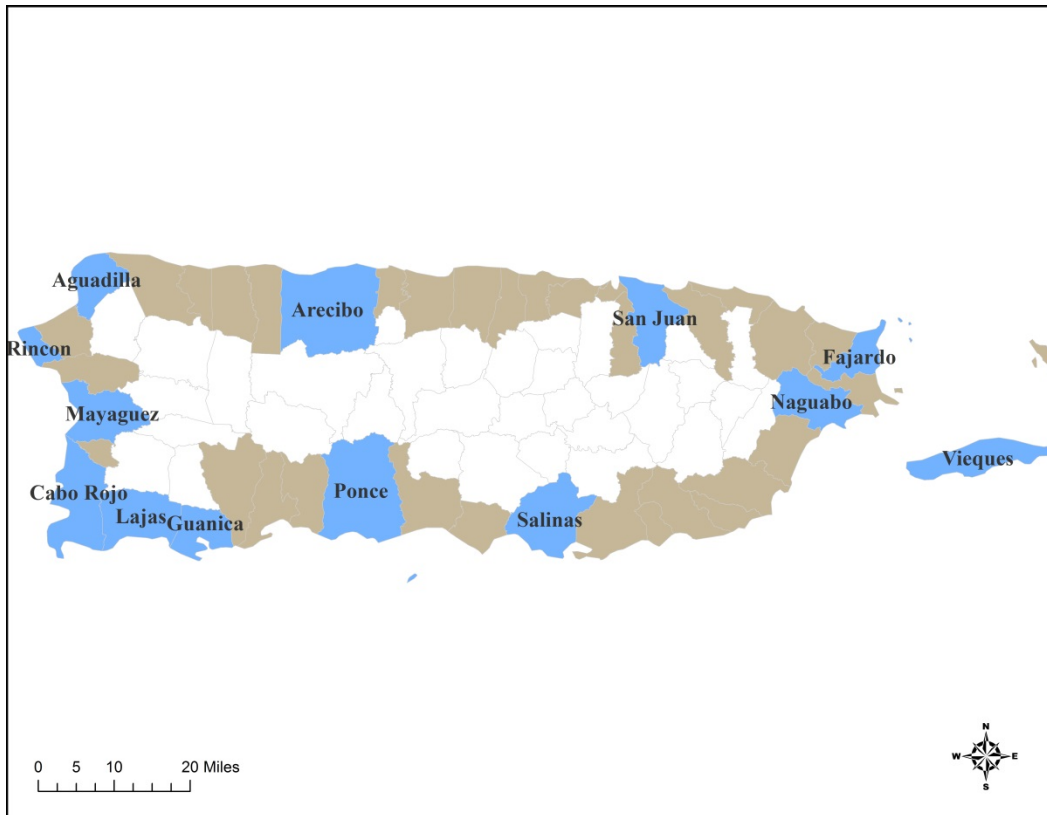 Aguadilla
Arecibo
San Juan
Rincon
Fajardo
Mayaguez
Naguabo
Vieques
Cabo Rojo
Ponce
Lajas
Guanica
Salinas
N
W
E
S
0 5 10 20 Miles